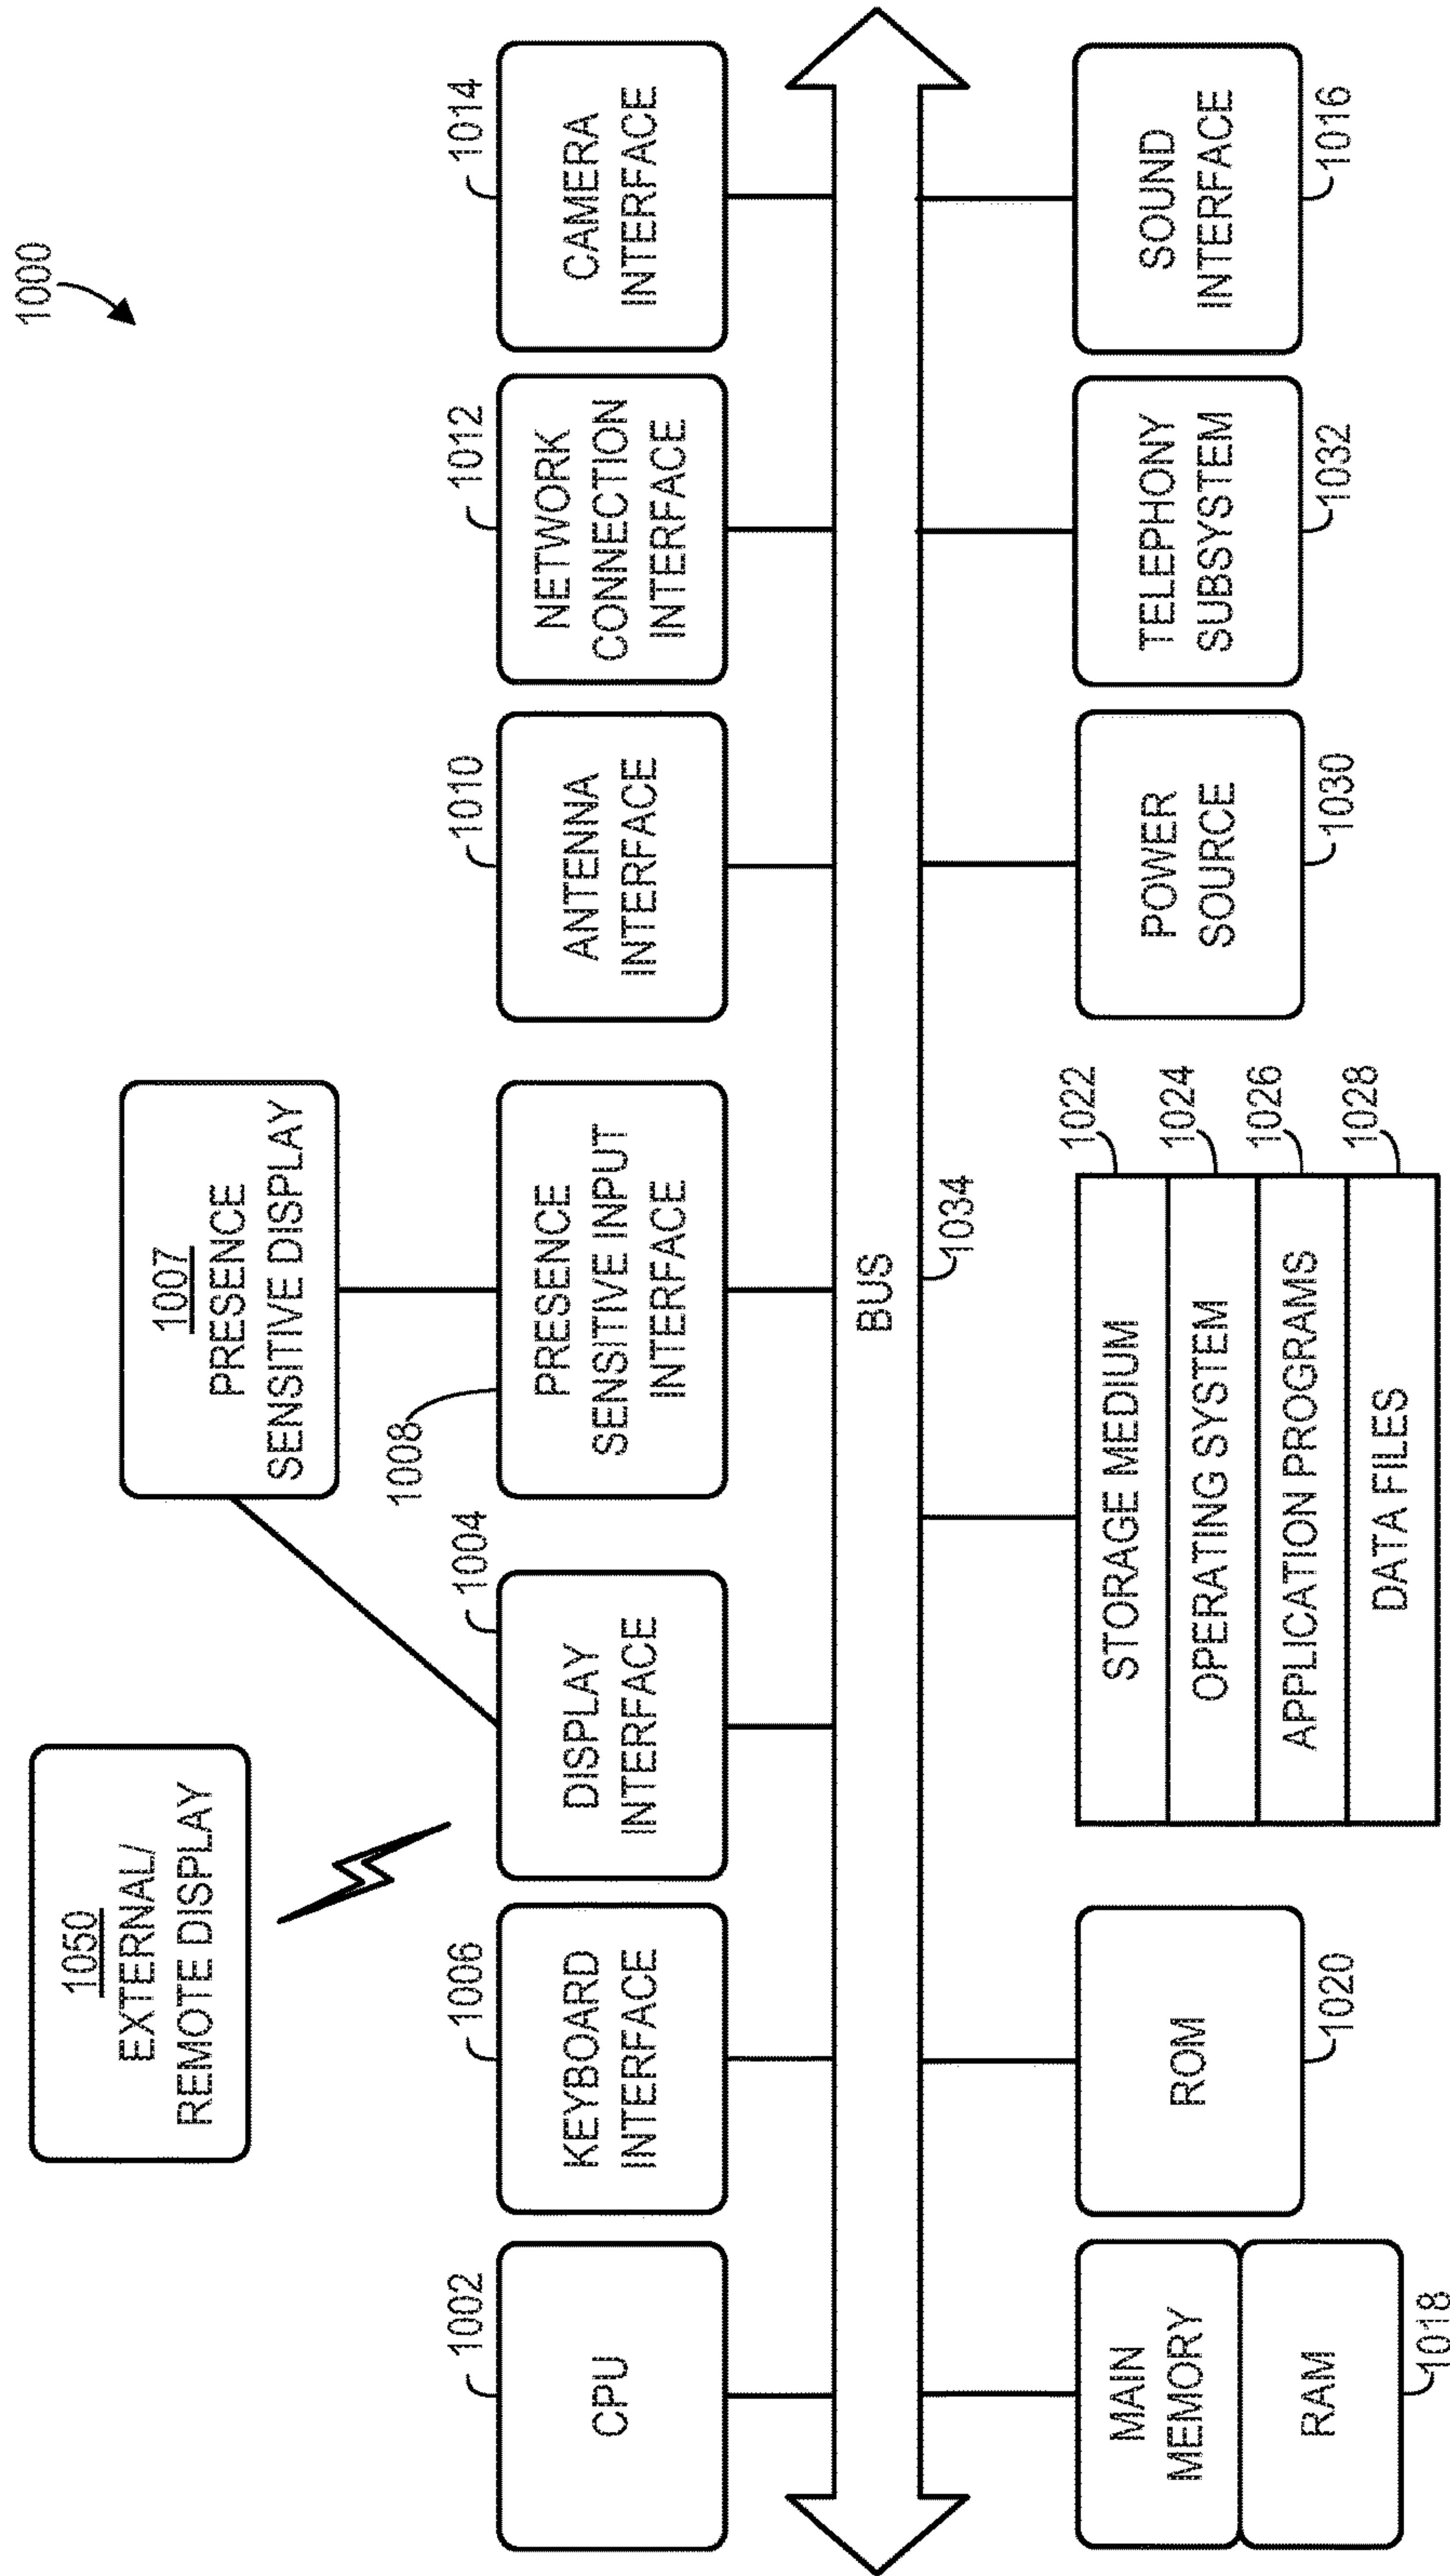 1000
1050
EXTERNAL/
REMOTE DISPLAY
1007
PRESENCE
SENSITIVE DISPLAY
1002
CPU
1006
KEYBOARD
INTERFACE
1004
DISPLAY
INTERFACE
1008
PRESENCE
SENSITIVE INPUT
INTERFACE
1010
ANTENNA
INTERFACE
1012
NETWORK
CONNECTION
INTERFACE
1014
CAMERA
INTERFACE
BUS
1034
MAIN
MEMORY
RAM
1018
ROM
1020
STORAGE MEDIUM
1022
OPERATING SYSTEM
1024
APPLICATION PROGRAMS
1026
DATA FILES
1028
POWER
SOURCE
1030
TELEPHONY
SUBSYSTEM
1032
SOUND
INTERFACE
1016